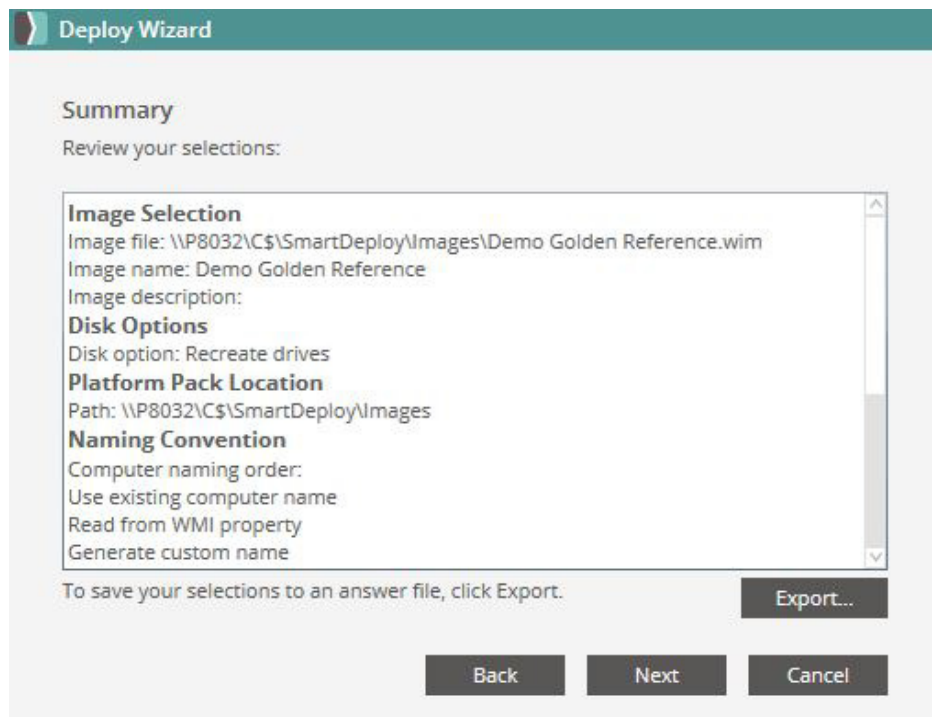 Deploy Wizard
Summary
Review your selections:
Image Selection
Image file: \\P8032\C$\SmartDeploy\Images\Demo Golden Reference.wim
Image name: Demo Golden Reference
Image description:
Disk Options
Disk option: Recreate drives
Platform Pack Location
Path: \\P8032\C$\SmartDeploy\Images
Naming Convention
Computer naming order:
Use existing computer name
Read from WMI property
Generate custom name
To save your selections to an answer file, click Export.
Export...
Back
Next
Cancel